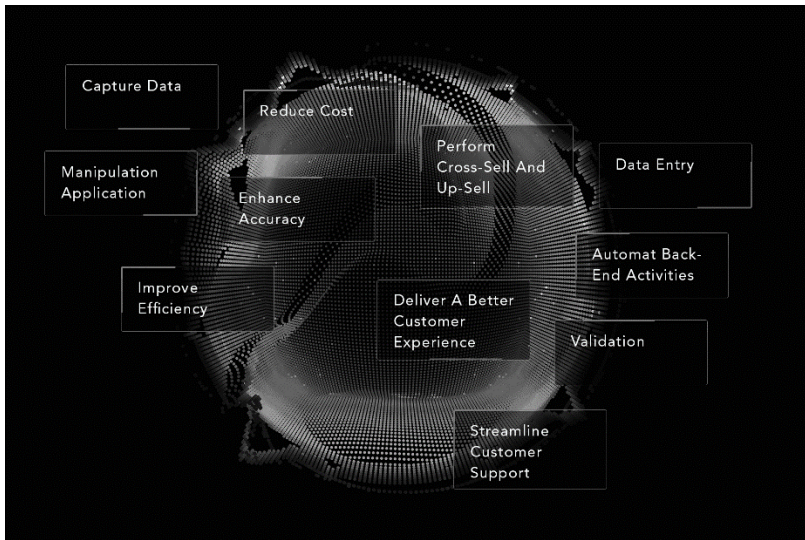 Capture Data
Reduce Cost
Perform
Cross-Sell And
Up-Sell
Data Entry
Manipulation
Application
Enhance
Accuracy
Automat Back-
End Activities
Improve
Efficiency
Deliver A Better
Customer
Experience
Validation
Streamline
Customer
Support